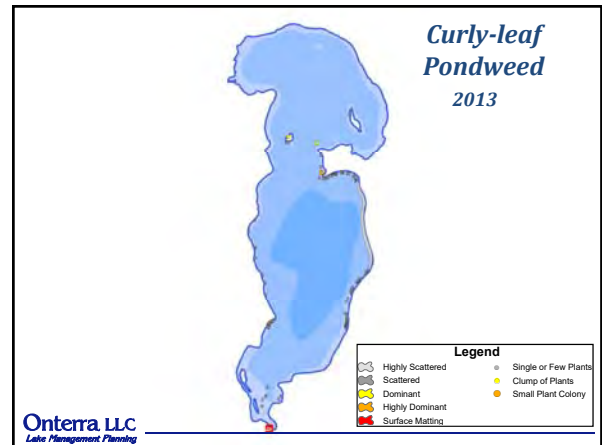 Curly-leaf
Pondweed
2013
Legend
Highly Scattered
Scattered
Dominant
Highly Dominant
Surface Matting
Single or Few Plants
Clump of Plants
Small Plant Colony
Onterra LLC
Lake Management Planning